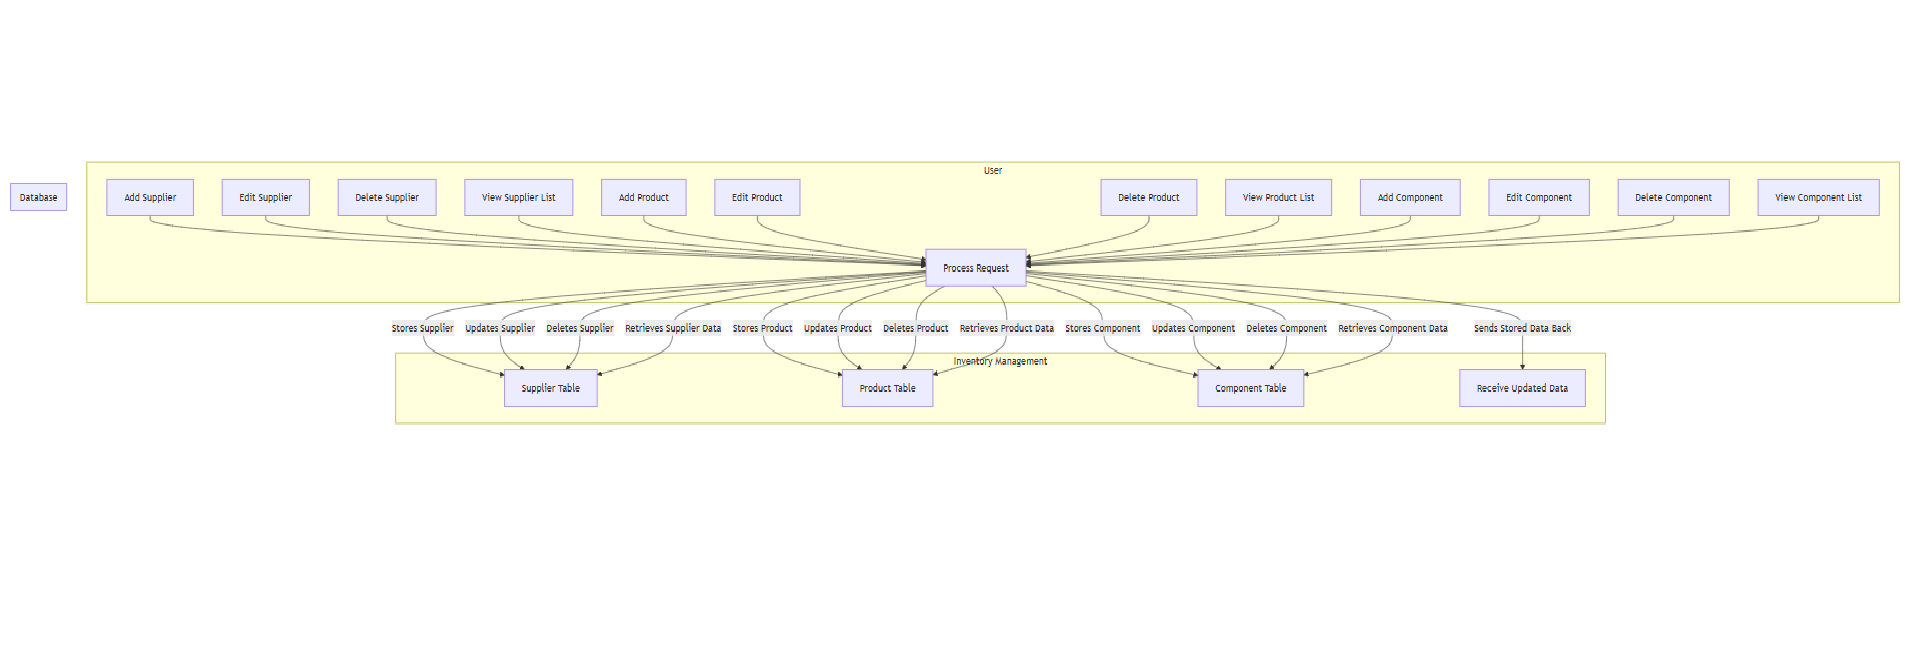 User
Database
Add Supplier
Edit Supplier
Delete Supplier
View Supplier List
Add Product
Edit Product
Delete Product
View Product List
Add Component
Edit Component
Delete Component
View Component List
Process Request
Stores Supplier
Updates Supplier
Deletes Supplier
Retrieves Supplier Data
Stores Product
Updates Product
Deletes Product
Retrieves Product Data
Stores Component
Updates Component
Deletes Component
Retrieves Component Data
Sends Stored Data Back
Inventory Management
Supplier Table
Product Table
Component Table
Receive Updated Data